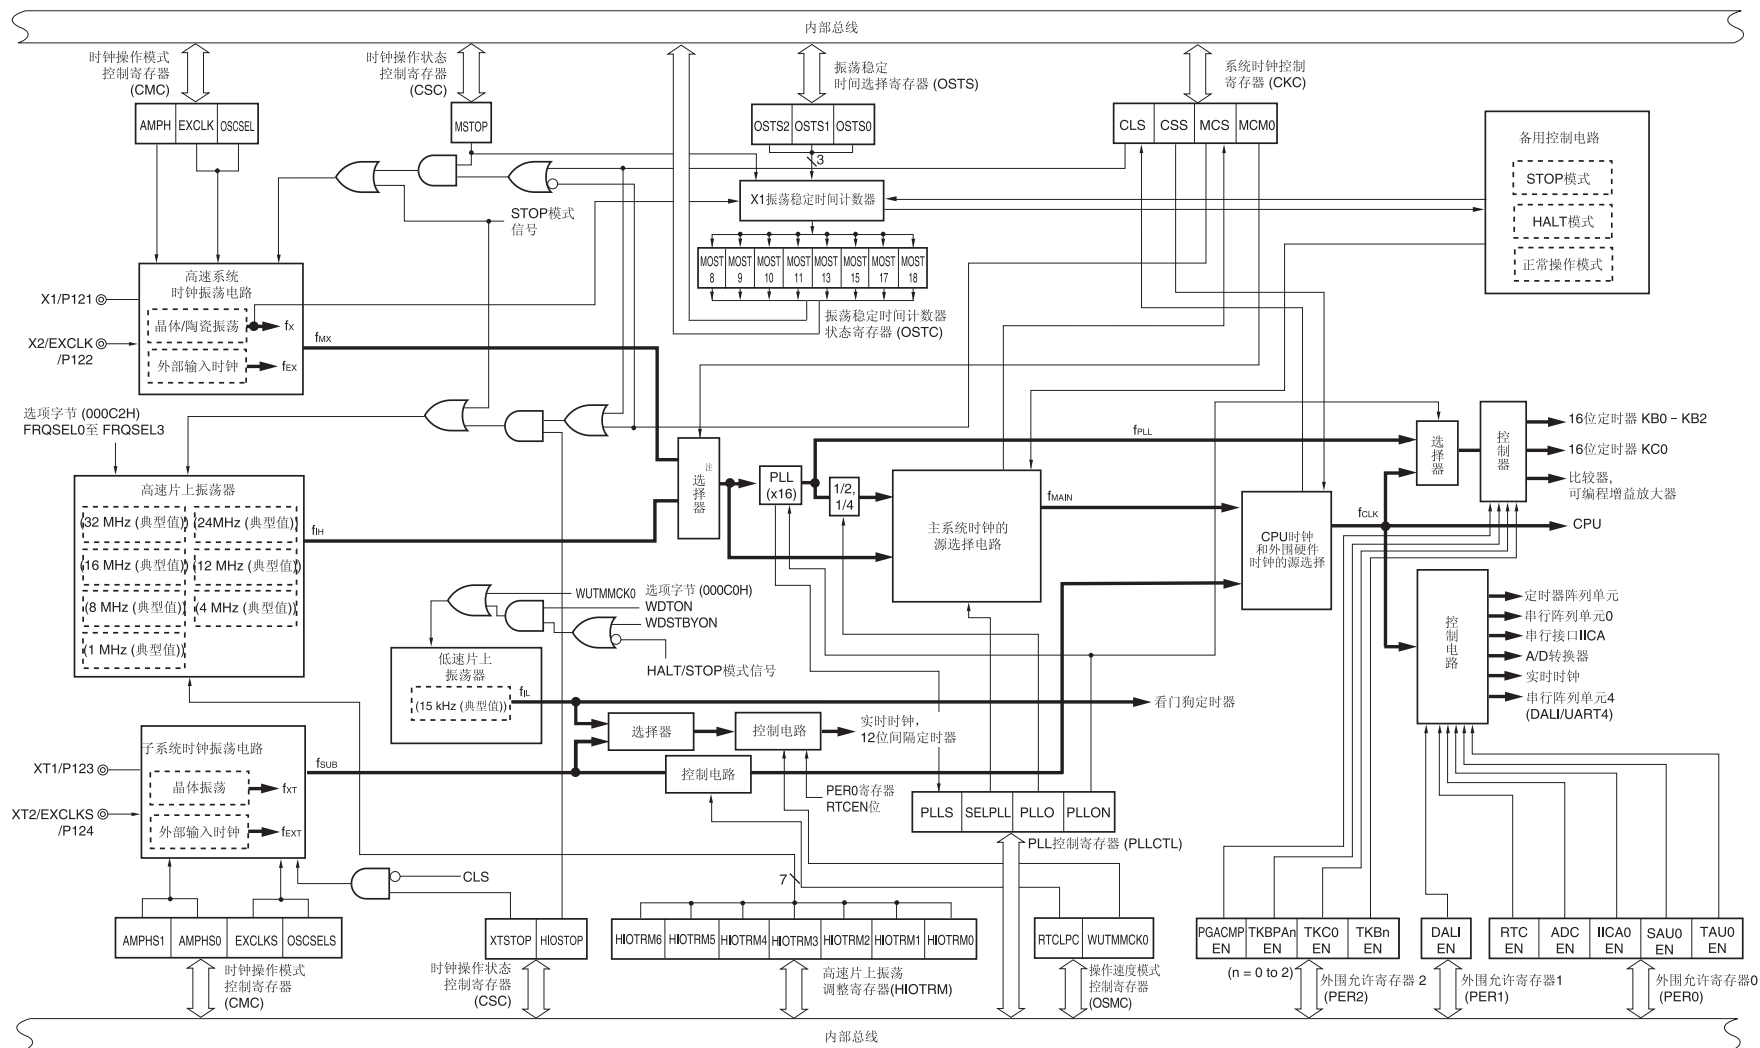 内部总线
时钟操作模式
控制寄存器
(CMC)
时钟操作状态
控制寄存器
(CSC)
振荡稳定
时间选择寄存器 (OSTS)
系统时钟控制
寄存器 (CKC)
AMPH EXCLK OSCSEL
MSTOP
OSTS2 OSTS1 OSTS0
CLS CSS MCS MCM0
备用控制电路
STOP模式
HALT模式
正常操作模式
3
X1振荡稳定时间计数器
STOP模式
信号
MOST MOST MOST MOST MOST MOST MOST MOST
8 9 10 11 13 15 17 18
振荡稳定时间计数器
状态寄存器 (OSTC)
高速系统
时钟振荡电路
X1/P121
晶体/陶瓷振荡 fX
X2/EXCLK
/P122
外部输入时钟 fEX
fMX
选项字节 (000C2H)
FRQSEL0至 FRQSEL3
高速片上振荡器
(32 MHz (典型值)) (24MHz (典型值))
(16 MHz (典型值)) (12 MHz (典型值))
(8 MHz (典型值)) (4 MHz (典型值))
(1 MHz (典型值))
fIH
注
选择器
PLL
(x16)
1/2,
1/4
fPLL
主系统时钟的
源选择电路
fMAIN
CPU时钟
和外围硬件
时钟的源选择
fCLK
选择器
控制器
16位定时器 KB0 – KB2
16位定时器 KC0
比较器,
可编程增益放大器
CPU
控制电路
定时器阵列单元
串行阵列单元0
串行接口IICA
A/D转换器
实时时钟
串行阵列单元4
(DALI/UART4)
WUTMMCK0
选项字节 (000C0H)
WDTON
WDSTBYON
HALT/STOP模式信号
低速片上
振荡器
(15 kHz (典型值))
fIL
看门狗定时器
选择器
控制电路
实时时钟,
12位间隔定时器
控制电路
PER0寄存器
RTCEN位
子系统时钟振荡电路
XT1/P123
晶体振荡 fXT
XT2/EXCLKS
/P124
外部输入时钟 fEXT
fSUB
PLLS SELPLL PLLO PLLON
PLL控制寄存器 (PLLCTL)
CLS
7
AMPHS1 AMPHS0 EXCLKS OSCSELS
XTSTOP HIOSTOP
HIOTRM6 HIOTRM5 HIOTRM4 HIOTRM3 HIOTRM2 HIOTRM1 HIOTRM0
RTCLPC WUTMMCK0
PGACMP TKBPAn TKC0 TKBn
EN EN EN EN
DALI
EN
RTC ADC IICA0 SAU0 TAU0
EN EN EN EN EN
时钟操作模式
控制寄存器
(CMC)
时钟操作状态
控制寄存器
(CSC)
高速片上振荡
调整寄存器(HIOTRM)
操作速度模式
控制寄存器
(OSMC)
(n = 0 to 2)
外围允许寄存器 2
(PER2)
外围允许寄存器1
(PER1)
外围允许寄存器0
(PER0)
内部总线